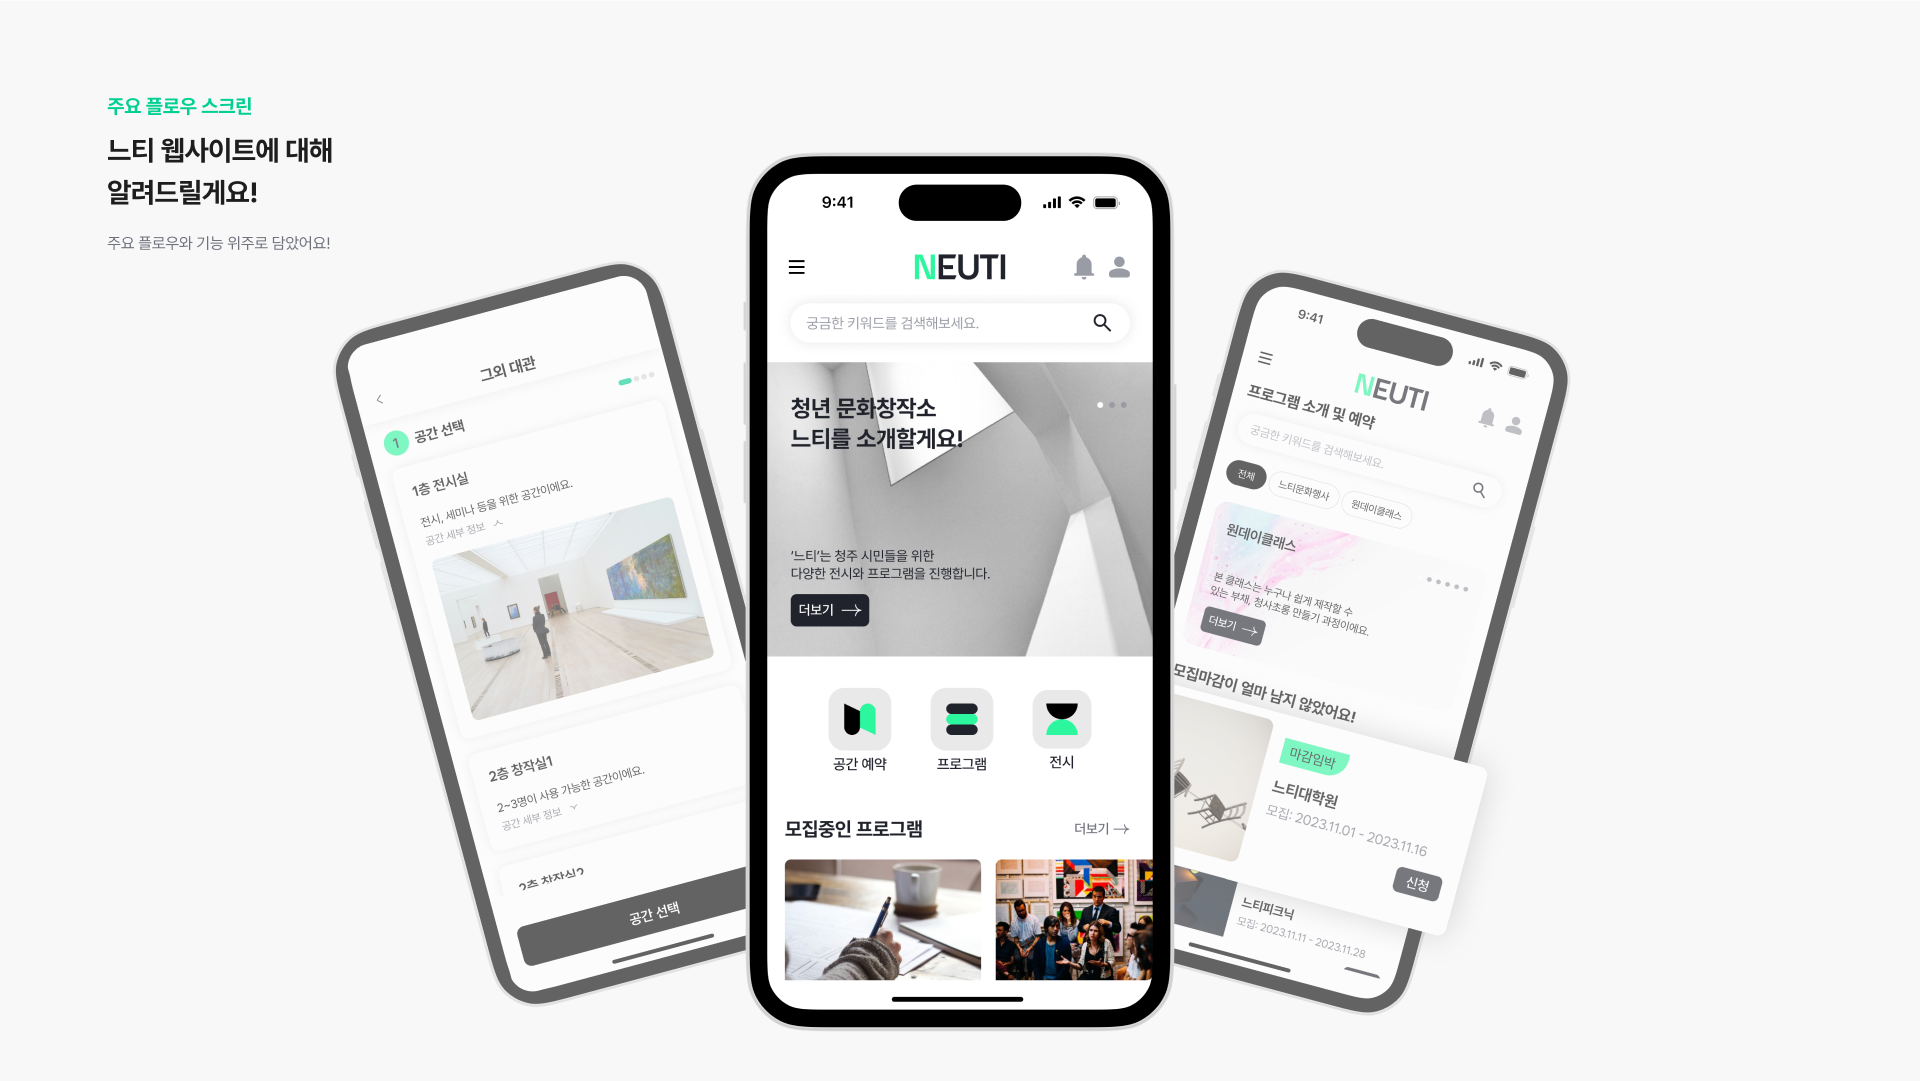 주요 플로우 스크린
느티 웹사이트에 대해
알려드릴게요!
주요 플로우와 기능 위주로 담았어요!
그외 대관
1 공간 선택
1층 전시실
전시, 세미나 등을 위한 공간이에요.
공간 세부 정보
2층 창작실1
2~3명이 사용 가능한 공간이에요.
공간 세부 정보
2층 창작실2
공간 선택
9:41
NEUTI
궁금한 키워드를 검색해보세요.
청년 문화창작소
느티를 소개할게요!
'느티'는 청주 시민들을 위한
다양한 전시와 프로그램을 진행합니다.
더보기
공간 예약
프로그램
전시
모집중인 프로그램
더보기
9:41
NEUTI
프로그램 소개 및 예약
궁금한 키워드를 검색해보세요.
전체
느티문화행사
원데이클래스
원데이클래스
본 클래스는 누구나 쉽게 제작할 수
있는 부채, 청사초롱 만들기 과정이에요.
더보기
모집마감이 얼마 남지 않았어요!
마감임박
느티대학원
모집: 2023.11.01 - 2023.11.16
신청
느티피크닉
모집: 2023.11.11 - 2023.11.28